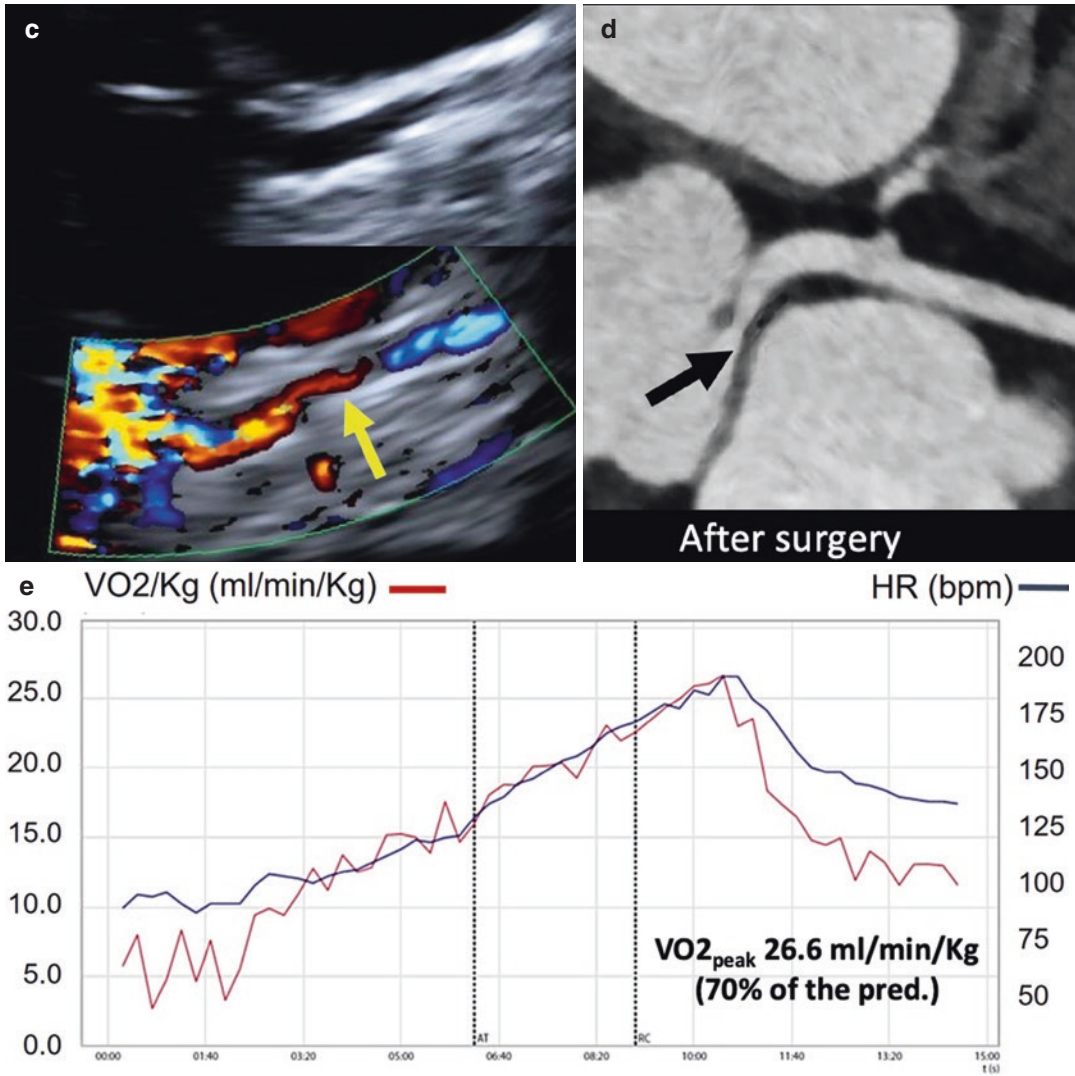 c
d
After surgery
e
VO2/Kg (ml/min/Kg)
HR (bpm)
30.0
25.0
20.0
15.0
10.0
5.0
0.0
200
175
150
125
100
75
50
VO2peak 26.6 ml/min/Kg
(70% of the pred.)
AT
RC
00:00 01:40 03:20 05:00 06:40 08:20 10:00 11:40 13:20 15:00
t (s)